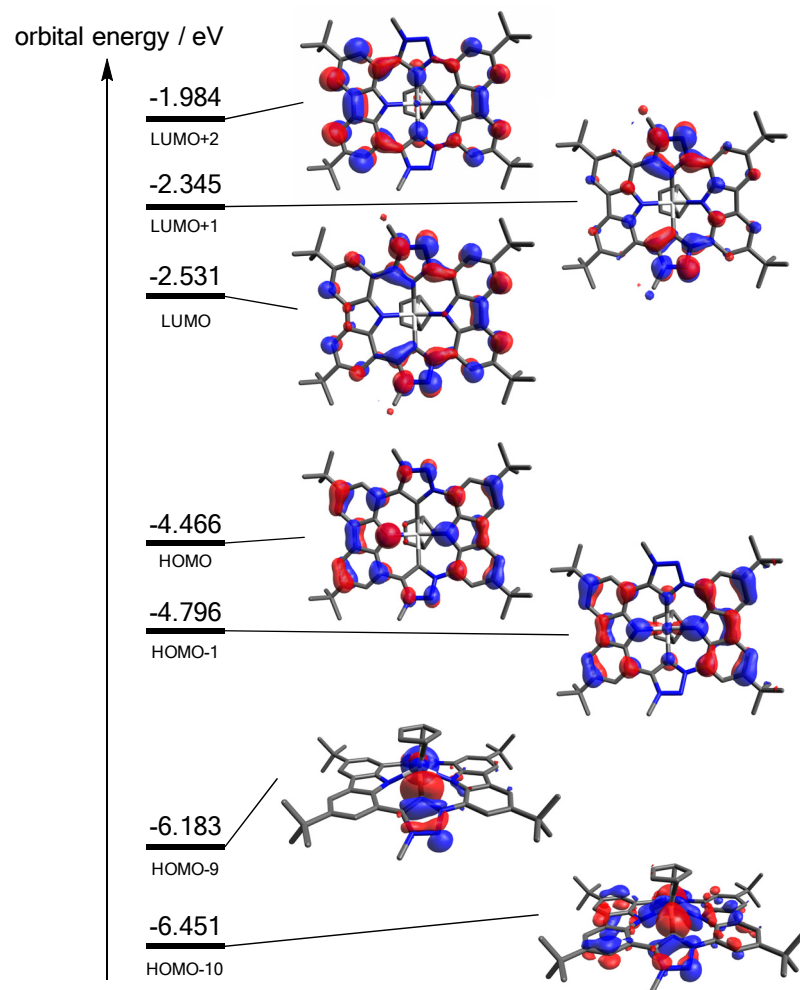 orbital energy / eV
-1.984
LUMO+2
-2.345
LUMO+1
-2.531
LUMO
-4.466
HOMO
-4.796
HOMO-1
-6.183
HOMO-9
-6.451
HOMO-10